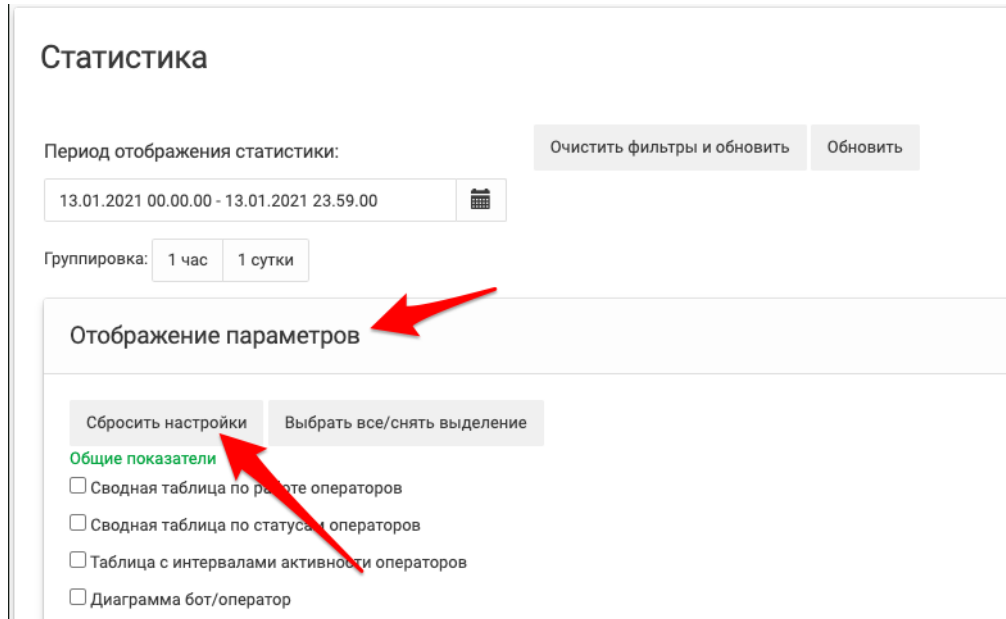 Статистика
Период отображения статистики:
Очистить фильтры и обновить
Обновить
13.01.2021 00.00.00 - 13.01.2021 23.59.00
Группировка:
1 час
1 сутки
Отображение параметров
Сбросить настройки
Выбрать все/снять выделение
Общие показатели
Сводная таблица по работе операторов
Сводная таблица по статусам операторов
Таблица с интервалами активности операторов
Диаграмма бот/оператор